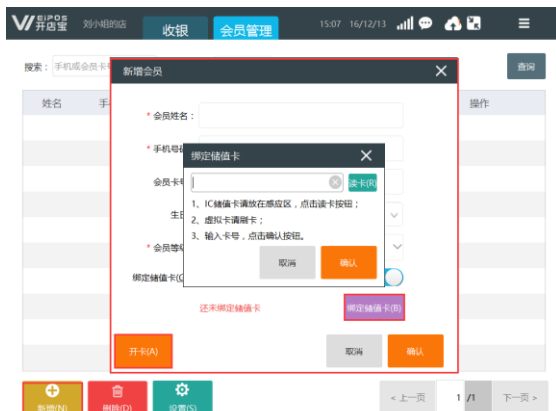 EiPOS
开店宝
刘小姐的店
收银
会员管理
15:07 16/12/13
搜索：
手机或会员卡号
查询
姓名
手
操作
新增会员
* 会员姓名：
* 手机号码
会员卡号
生日
* 会员等级
绑定储值卡(C
还未绑定储值卡
绑定储值卡(B)
开卡(A)
取消
确认
绑定储值卡
读卡(R)
1、IC储值卡请放在感应区，点击读卡按钮；
2、虚拟卡请刷卡；
3、输入卡号，点击确认按钮。
取消
确认
新增(N)
删除(D)
设置(S)
< 上一页
1 /1
下一页 >